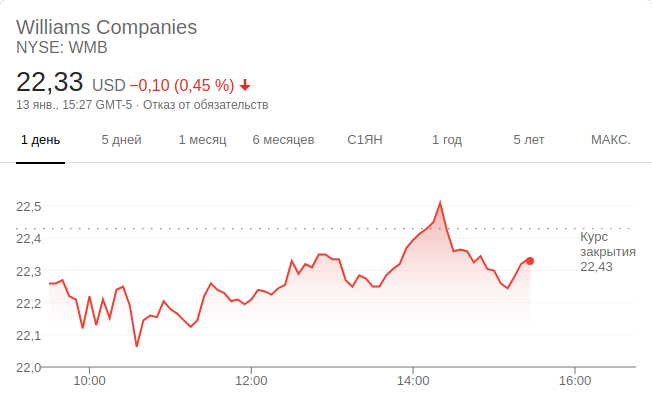 Williams Companies
NYSE: WMB
22,33 USD −0,10 (0,45 %)
13 янв., 15:27 GMT-5 · Отказ от обязательств
1 день 5 дней 1 месяц 6 месяцев С1ЯН 1 год 5 лет МАКС.
22,5
22,4
22,3
22,2
22,1
22,0
Курс
закрытия
22,43
10:00 12:00 14:00 16:00